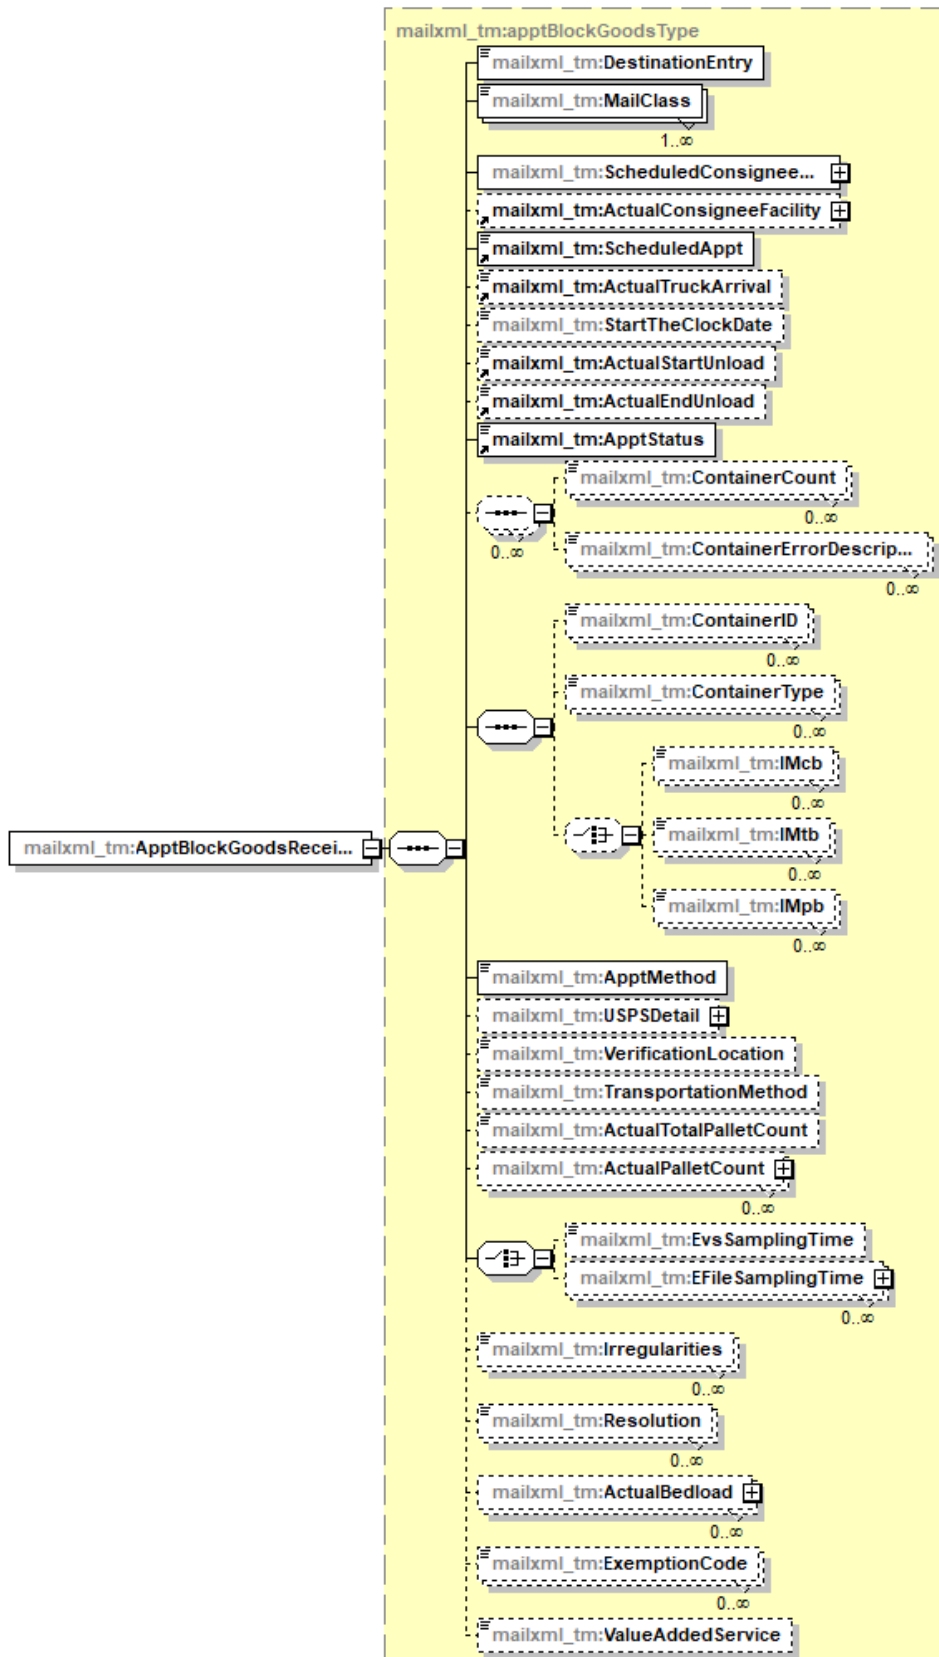 mailxml_tm:apptBlockGoodsType
mailxml_tm:DestinationEntry
mailxml_tm:MailClass
1..∞
mailxml_tm:ScheduledConsignee...
mailxml_tm:ActualConsigneeFacility
mailxml_tm:ScheduledAppt
mailxml_tm:ActualTruckArrival
mailxml_tm:StartTheClockDate
mailxml_tm:ActualStartUnload
mailxml_tm:ActualEndUnload
mailxml_tm:ApptStatus
mailxml_tm:ContainerCount
0..∞
0..∞
mailxml_tm:ContainerErrorDescrip...
0..∞
mailxml_tm:ContainerID
0..∞
mailxml_tm:ContainerType
0..∞
mailxml_tm:IMcb
0..∞
mailxml_tm:IMtb
0..∞
mailxml_tm:ApptBlockGoodsRecei...
mailxml_tm:IMpb
0..∞
mailxml_tm:ApptMethod
mailxml_tm:USPSDetail
mailxml_tm:VerificationLocation
mailxml_tm:TransportationMethod
mailxml_tm:ActualTotalPalletCount
mailxml_tm:ActualPalletCount
0..∞
mailxml_tm:EvsSamplingTime
mailxml_tm:EFileSamplingTime
0..∞
mailxml_tm:Irregularities
0..∞
mailxml_tm:Resolution
0..∞
mailxml_tm:ActualBedload
0..∞
mailxml_tm:ExemptionCode
0..∞
mailxml_tm:ValueAddedService